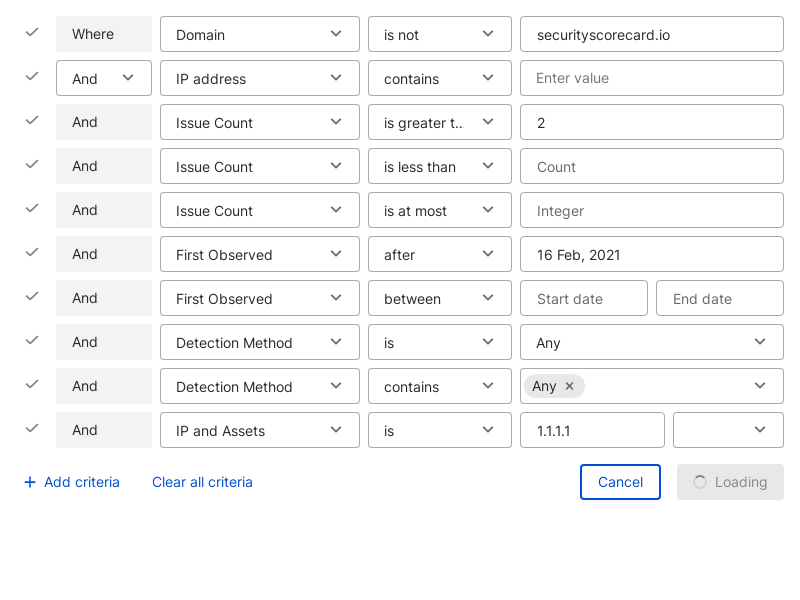 Where Domain is not securityscorecard.io
And IP address contains Enter value
And Issue Count is greater t... 2
And Issue Count is less than Count
And Issue Count is at most Integer
And First Observed after 16 Feb, 2021
And First Observed between Start date End date
And Detection Method is Any
And Detection Method contains Any
And IP and Assets is 1.1.1.1
Add criteria Clear all criteria Cancel Loading